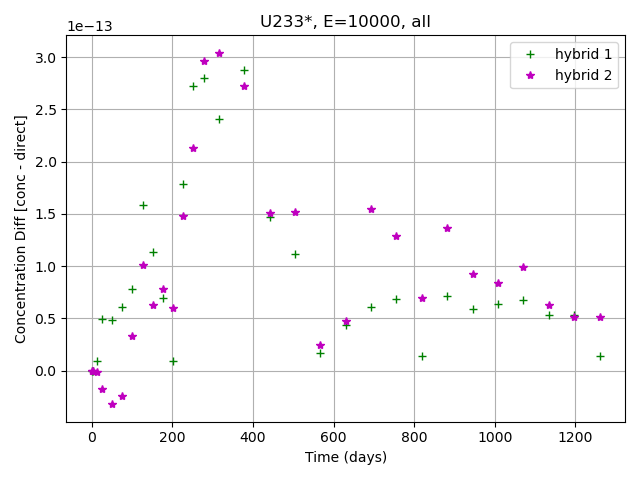 U233*, E=10000, all
1e−13
hybrid 1
hybrid 2
3.0
2.5
2.0
1.5
1.0
0.5
0.0
Concentration Diff [conc - direct]
0 200 400 600 800 1000 1200
Time (days)